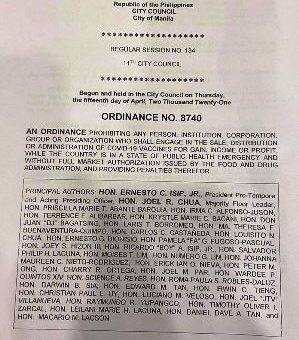 Republic of the Philippines
CITY COUNCIL
City of Manila
REGULAR SESSION NO. 134
11TH CITY COUNCIL
Begun and held in the City Council on Thursday,
the fifteenth day of April, Two Thousand Twenty-One
ORDINANCE NO. 8740
AN ORDINANCE PROHIBITING ANY PERSON, INSTITUTION, CORPORATION,
GROUP OR ORGANIZATION WHO SHALL ENGAGE IN THE SALE, DISTRIBUTION
OR ADMINISTRATION OF COVID-19 VACCINES FOR GAIN, INCOME OR PROFIT,
WHILE THE COUNTRY IS IN A STATE OF PUBLIC HEALTH EMERGENCY AND
WITHOUT FULL MARKET AUTHORIZATION ISSUED BY THE FOOD AND DRUG
ADMINISTRATION, AND PROVIDING PENALTIES THEREFOR
PRINCIPAL AUTHORS: HON. ERNESTO C. ISIP, JR., President Pro-Tempore
and Acting Presiding Officer, HON. JOEL R. CHUA, Majority Floor Leader,
HON. PRISCILLA MARIE T. ABANTE BARQUIA, HON. IRMA C. ALFONSO-JUSON,
HON. TERRENCE F. ALIBARBAR, HON. KRYSTLE MARIE C. BACANI, HON. DON
JUAN "DJ" BAGATSING, HON. LARIS T. BORROMEO, HON. MA. THERESA F.
BUENAVENTURA-QUIMPO, HON. CARLOS C. CASTAÑEDA, HON. LOUISITO N.
CHUA, HON. ERNESTO G. DIONISIO, HON. PAMELA "FA" G. FUGOSO-PASCUAL,
HON. JOEY S. HIZON III, HON. RICARDO "BOY" A. ISIP, JR., HON. SALVADOR
PHILIP H. LACUNA, HON. MOISES T. LIM, HON. NUMERO G. LIM, HON. JOHANNA
MAUREEN C. NIETO-RODRIGUEZ, HON. ERICK IAN O. NIEVA, HON. PETER M.
ONG, HON. CHARRY R. ORTEGA, HON. JOEL M. PAR, HON. WARDEE P.
QUINTOS XIV, HON. SCIENCE A. REYES, HON. ROMA PAULA S. ROBLES-DALUZ,
HON. DARWIN B. SIA, HON. EDWARD M. TAN, HON. IRWIN C. TIENG,
HON. CHRISTIAN PAUL L. UY, HON. LUCIANO M. VELOSO, HON. JOEL "JTV"
VILLANUEVA, HON. RAYMUNDO R. YUPANGCO, HON. TIMOTHY OLIVER I.
ZARCAL, HON. LEILANI MARIE H. LACUNA, HON. DANIEL DAVE A. TAN, and
HON. MACARIO M. LACSON.